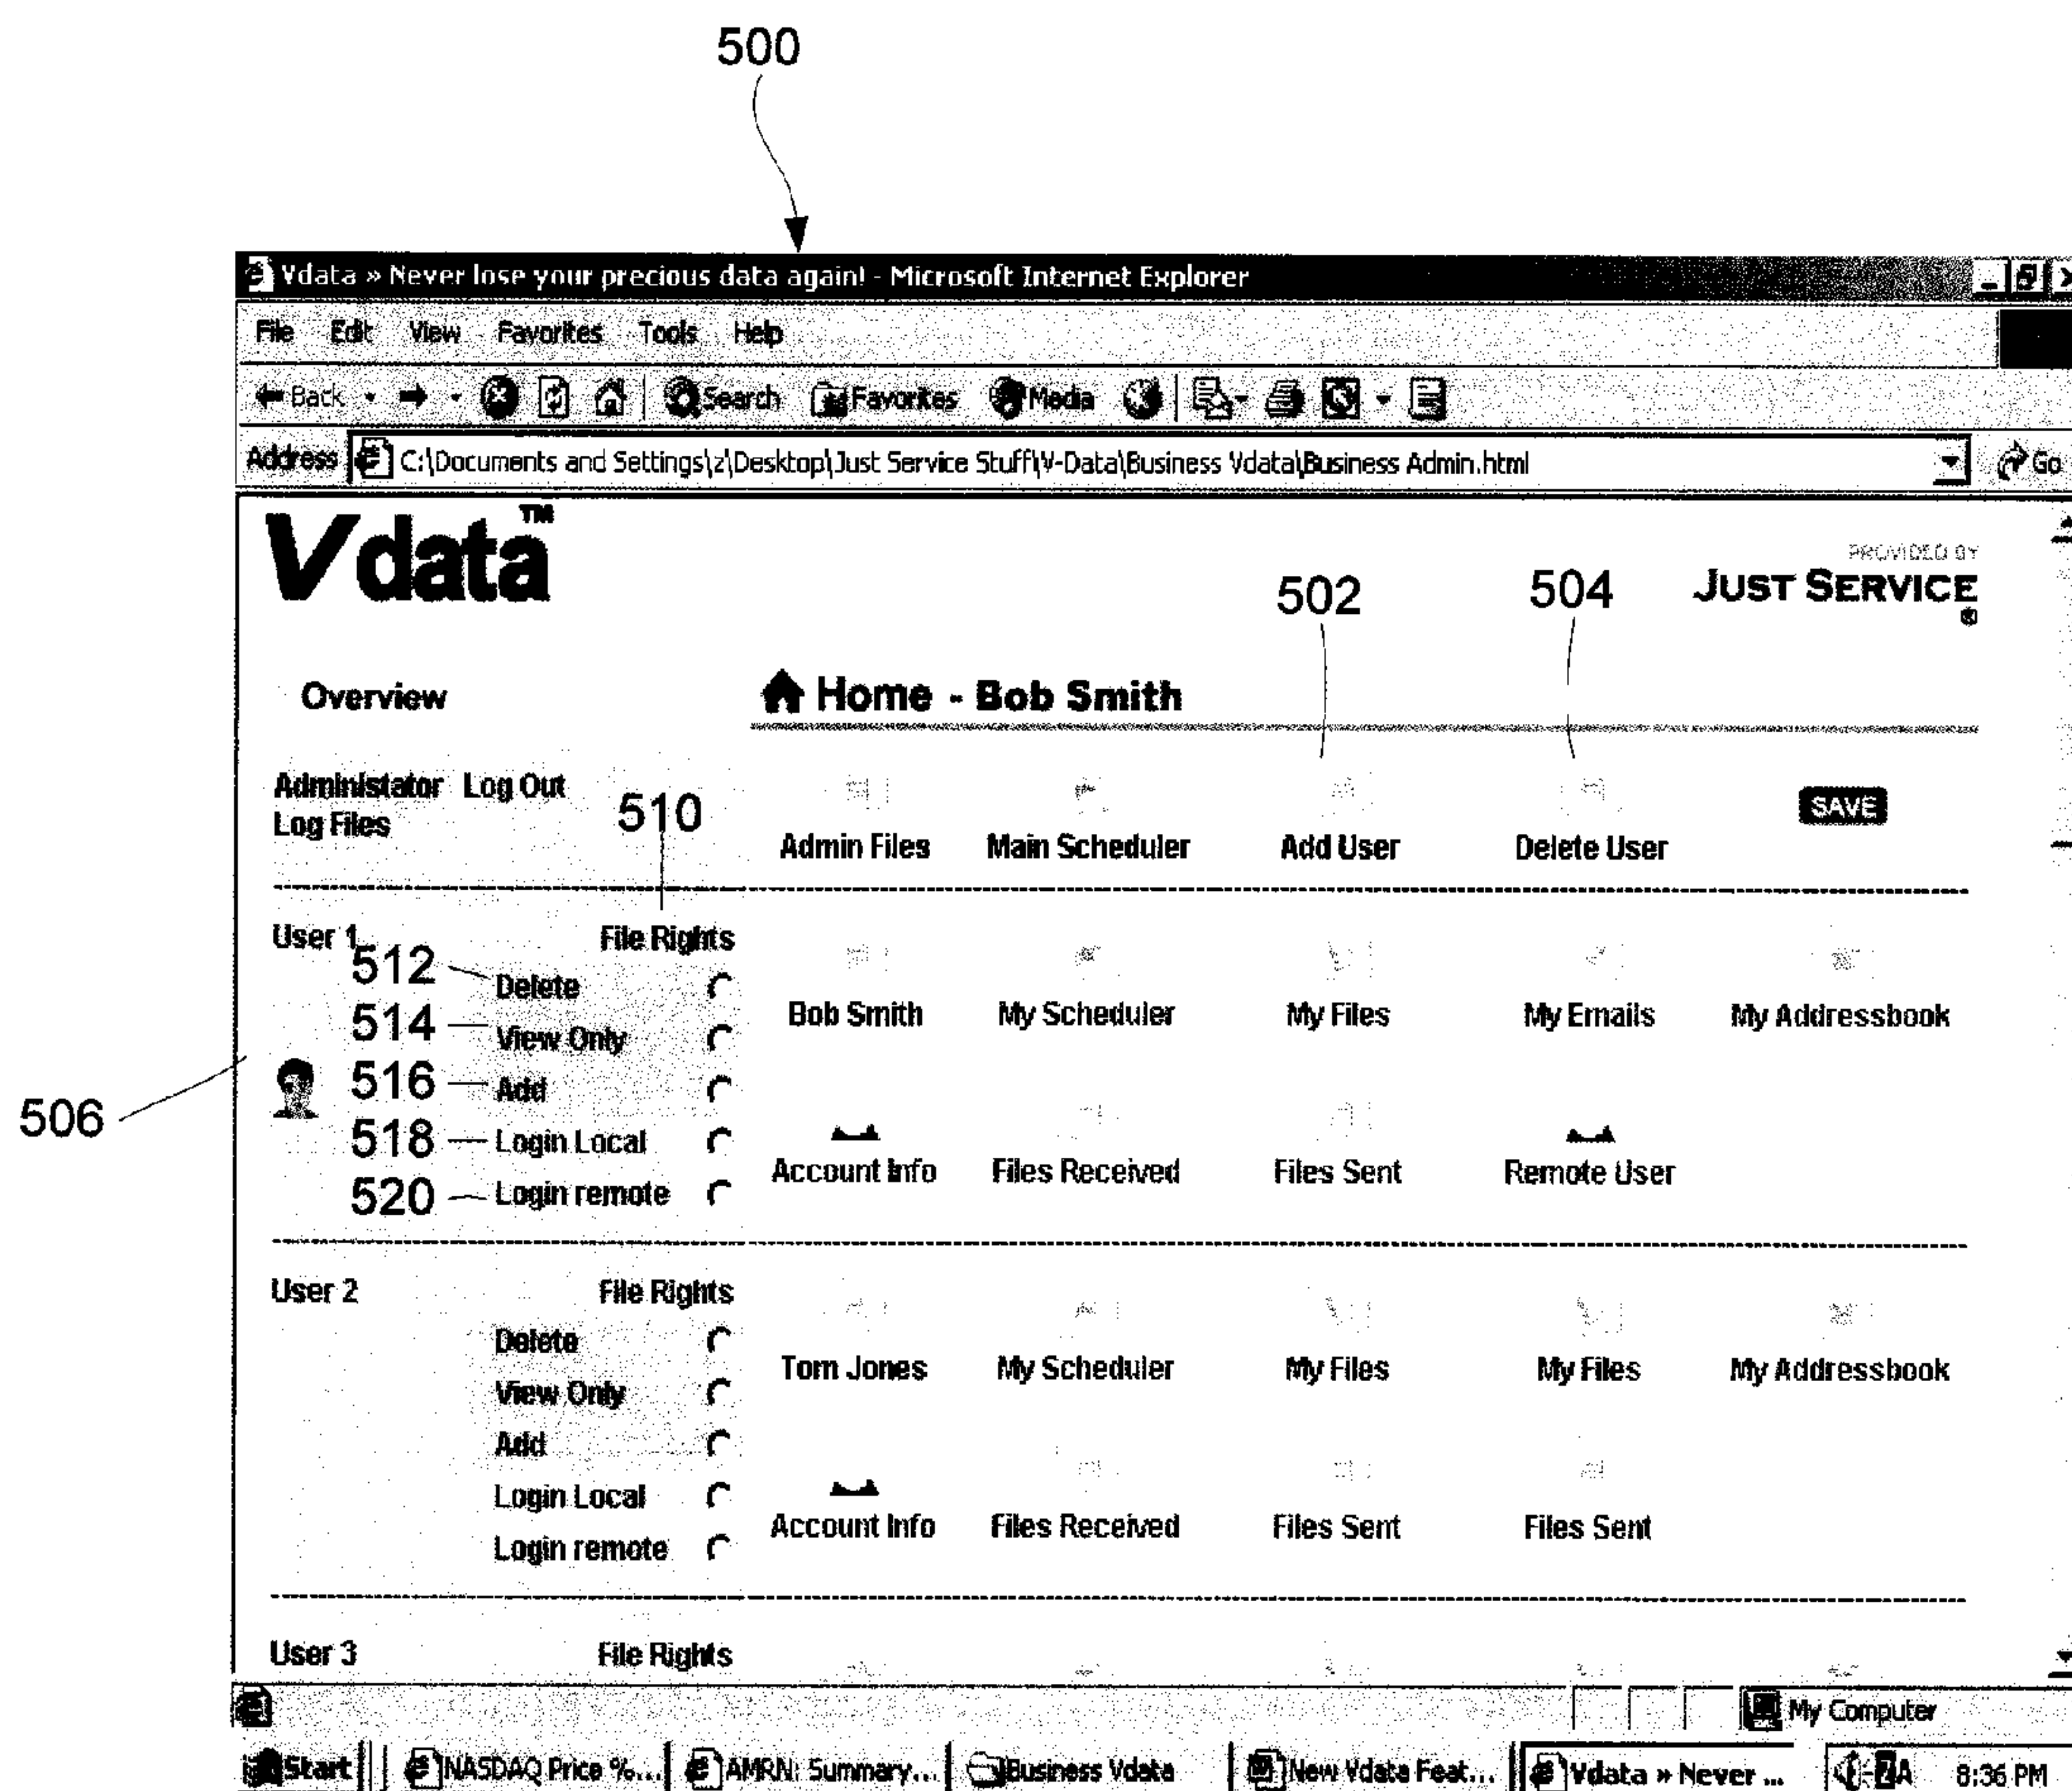 500
Vdata » Never lose your precious data again! - Microsoft Internet Explorer
File Edit View Favorites Tools Help
Back Search Favorites Media
Address C:\Documents and Settings\z\Desktop\Just Service Stuff\V-Data\Business Vdata\Business Admin.html Go
Vdata™
PROVIDED BY
JUST SERVICE
®
502 504
Overview Home - Bob Smith
Administator Log Out
Log Files
510
SAVE
Admin Files Main Scheduler Add User Delete User
User 1 File Rights
512 Delete
514 View Only
516 Add
518 Login Local
520 Login remote
506
Bob Smith My Scheduler My Files My Emails My Addressbook
Account Info Files Received Files Sent Remote User
User 2 File Rights
Delete
View Only
Add
Login Local
Login remote
Tom Jones My Scheduler My Files My Files My Addressbook
Account Info Files Received Files Sent Files Sent
User 3 File Rights
My Computer
Start NASDAQ Price %... AMRN: Summary... Business Vdata New Vdata Feat... Vdata » Never ... 8:36 PM